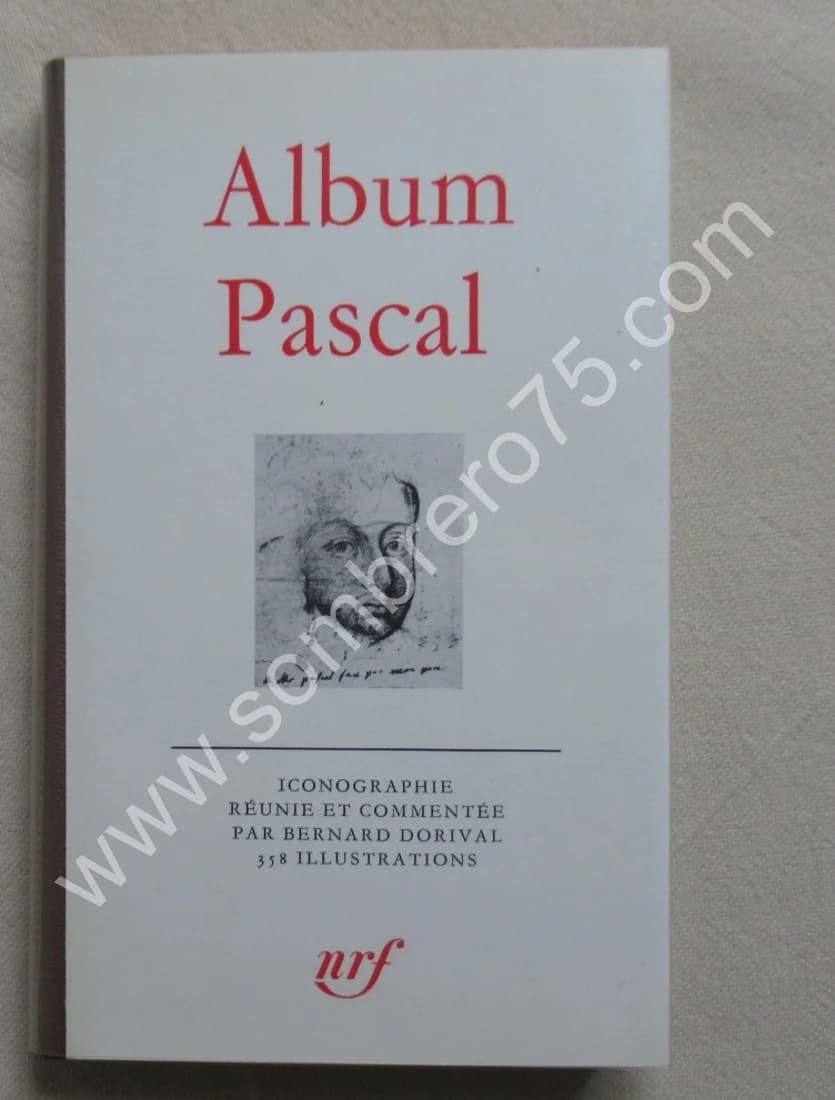 Album
Pascal
ICONOGRAPHIE
RÉUNIE ET COMMENTÉE
PAR BERNARD DORIVAL
358 ILLUSTRATIONS
nrf
www.sombrero75.com